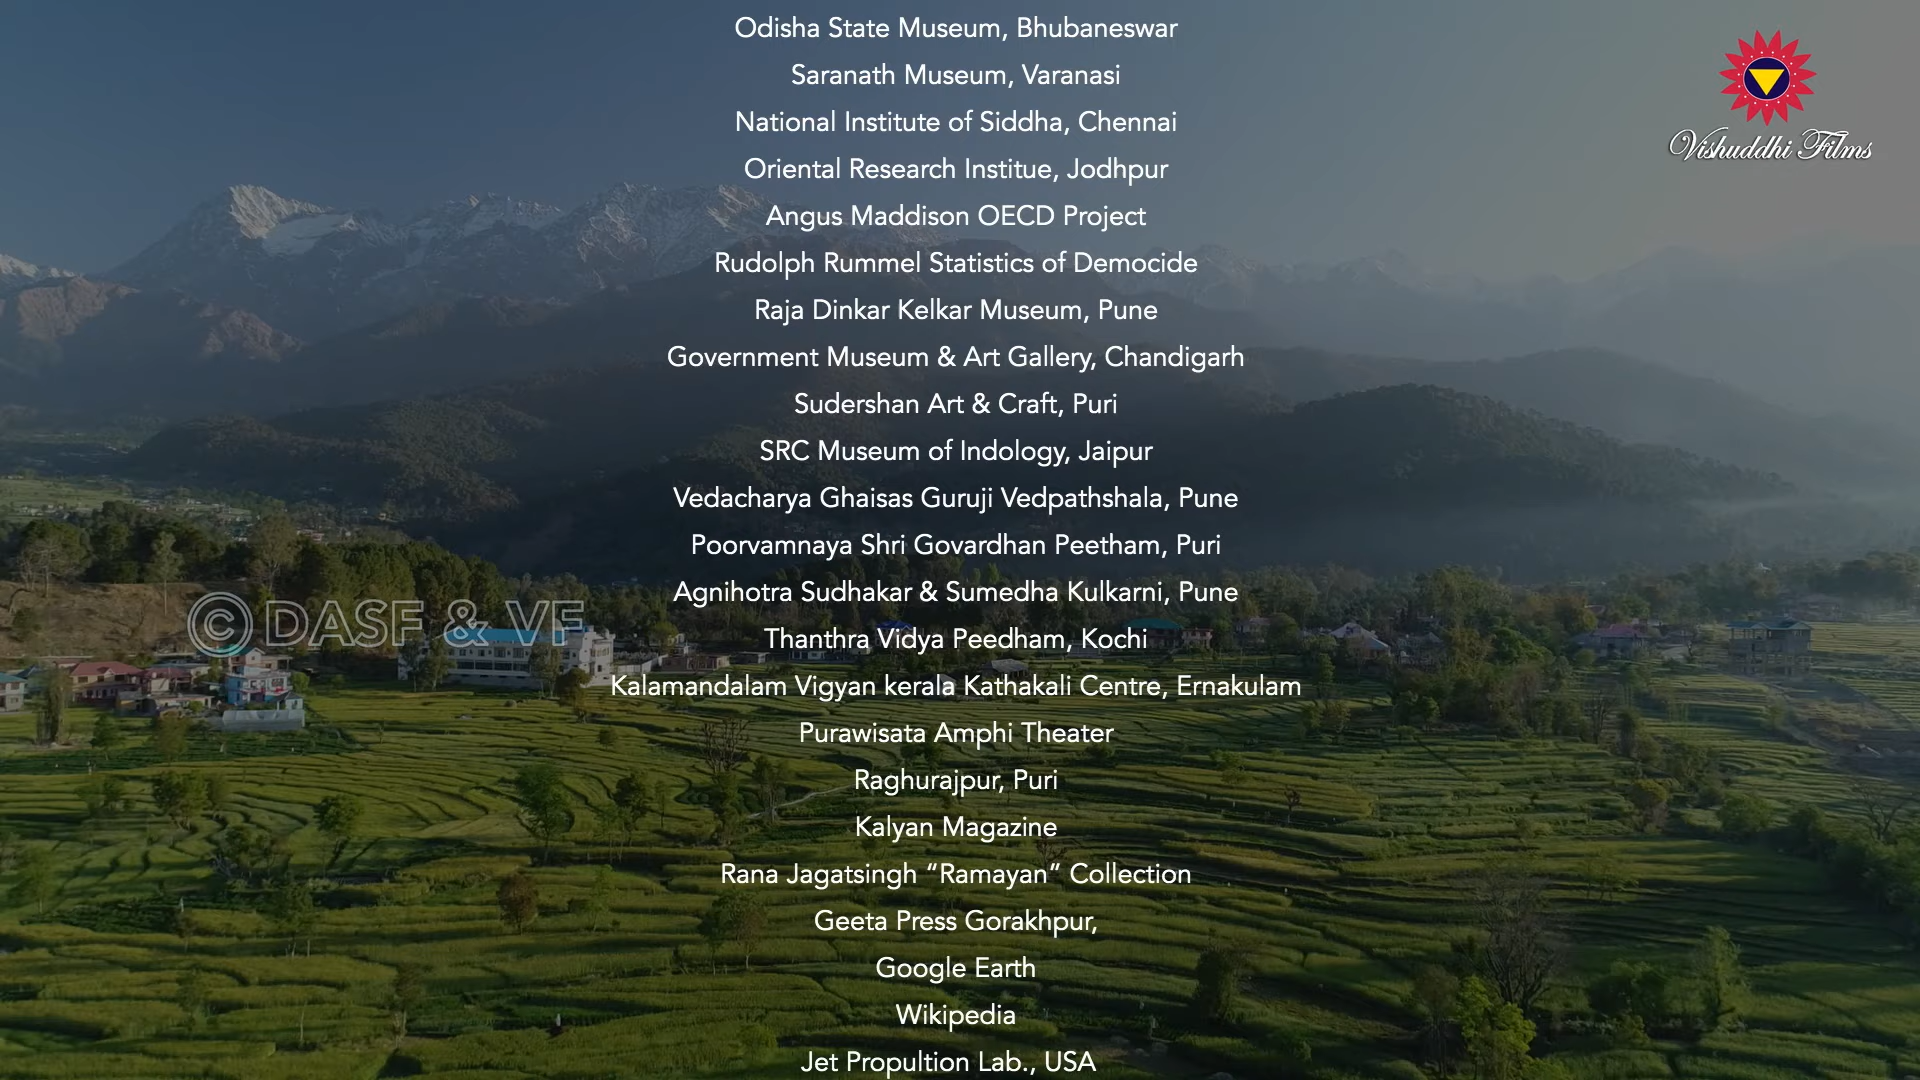 Odisha State Museum, Bhubaneswar
Saranath Museum, Varanasi
National Institute of Siddha, Chennai
Oriental Research Institue, Jodhpur
Angus Maddison OECD Project
Rudolph Rummel Statistics of Democide
Raja Dinkar Kelkar Museum, Pune
Government Museum & Art Gallery, Chandigarh
Sudershan Art & Craft, Puri
SRC Museum of Indology, Jaipur
Vedacharya Ghaisas Guruji Vedpathshala, Pune
Poorvamnaya Shri Govardhan Peetham, Puri
Agnihotra Sudhakar & Sumedha Kulkarni, Pune
Thanthra Vidya Peedham, Kochi
Kalamandalam Vigyan kerala Kathakali Centre, Ernakulam
Purawisata Amphi Theater
Raghurajpur, Puri
Kalyan Magazine
Rana Jagatsingh “Ramayan” Collection
Geeta Press Gorakhpur,
Google Earth
Wikipedia
Jet Propultion Lab., USA
Vishuddhi Films
©DASF & VF